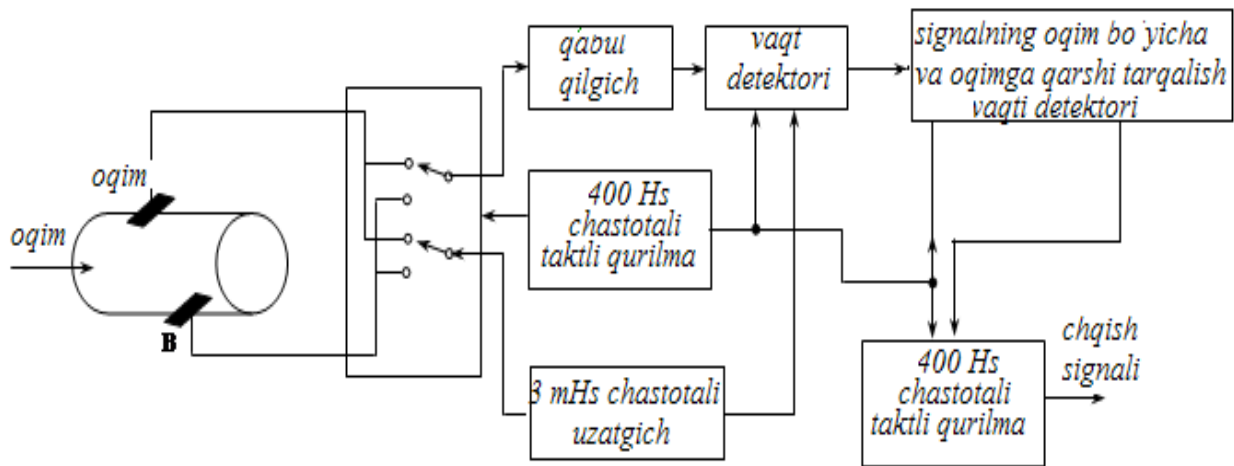 qabul
qilgich
vaqt
detektori
signalning oqim bo'yicha
va oqimga qarshi tarqalish
vaqti detektori
oqim
oqim
B
400 Hs
chastotali
taktli qurilma
3 mHs chastotali
uzatgich
400 Hs
chastotali
taktli qurilma
chqish
signali